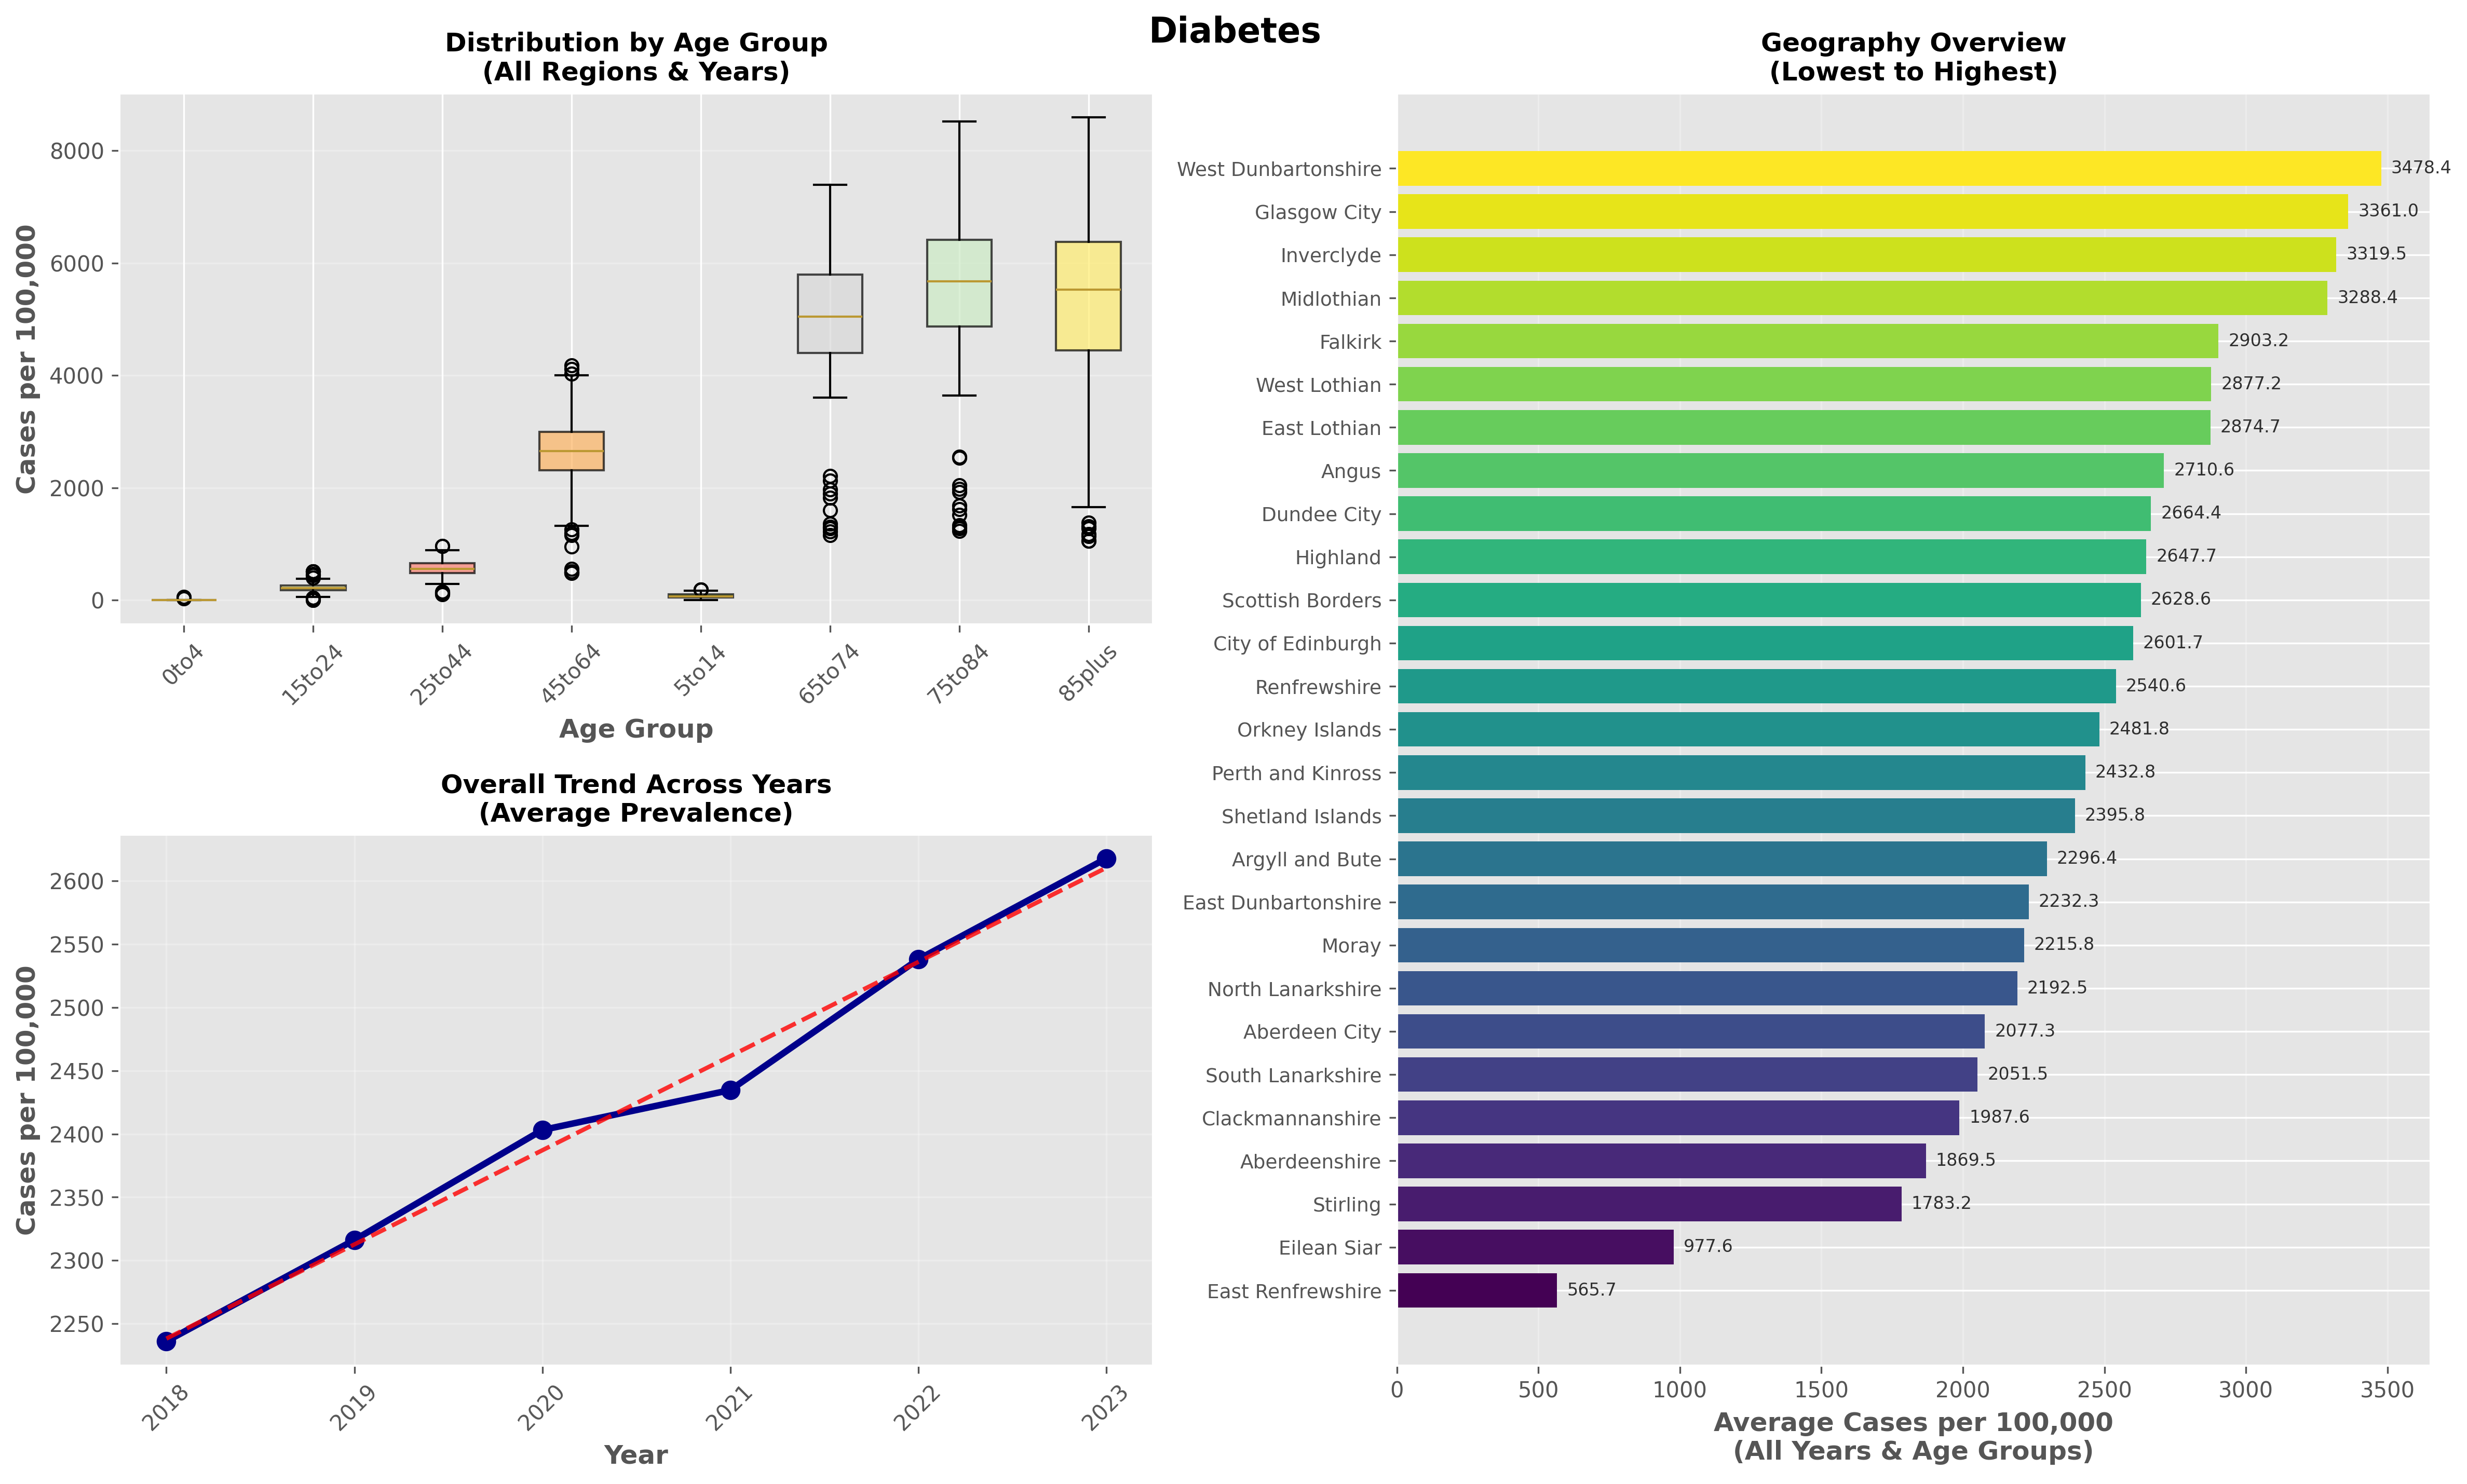 Diabetes
Distribution by Age Group
(All Regions & Years)
Cases per 100,000
8000
6000
4000
2000
0
0to4
15to24
25to44
45to64
5to14
65to74
75to84
85plus
Age Group
Overall Trend Across Years
(Average Prevalence)
Cases per 100,000
2600
2550
2500
2450
2400
2350
2300
2250
2018
2019
2020
2021
2022
2023
Year
Geography Overview
(Lowest to Highest)
West Dunbartonshire 3478.4
Glasgow City 3361.0
Inverclyde 3319.5
Midlothian 3288.4
Falkirk 2903.2
West Lothian 2877.2
East Lothian 2874.7
Angus 2710.6
Dundee City 2664.4
Highland 2647.7
Scottish Borders 2628.6
City of Edinburgh 2601.7
Renfrewshire 2540.6
Orkney Islands 2481.8
Perth and Kinross 2432.8
Shetland Islands 2395.8
Argyll and Bute 2296.4
East Dunbartonshire 2232.3
Moray 2215.8
North Lanarkshire 2192.5
Aberdeen City 2077.3
South Lanarkshire 2051.5
Clackmannanshire 1987.6
Aberdeenshire 1869.5
Stirling 1783.2
Eilean Siar 977.6
East Renfrewshire 565.7
0 500 1000 1500 2000 2500 3000 3500
Average Cases per 100,000
(All Years & Age Groups)